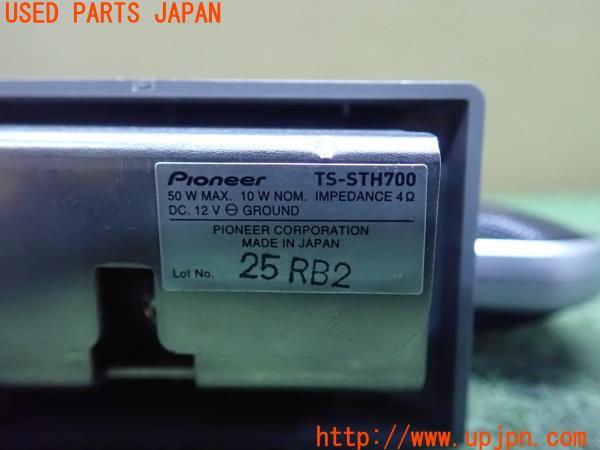 USED PARTS JAPAN
Pioneer TS-STH700
50 W MAX. 10 W NOM. IMPEDANCE 4Ω
DC. 12 V ⊖ GROUND
PIONEER CORPORATION
MADE IN JAPAN
Lot No. 25 RB2
http://www.upjpn.com